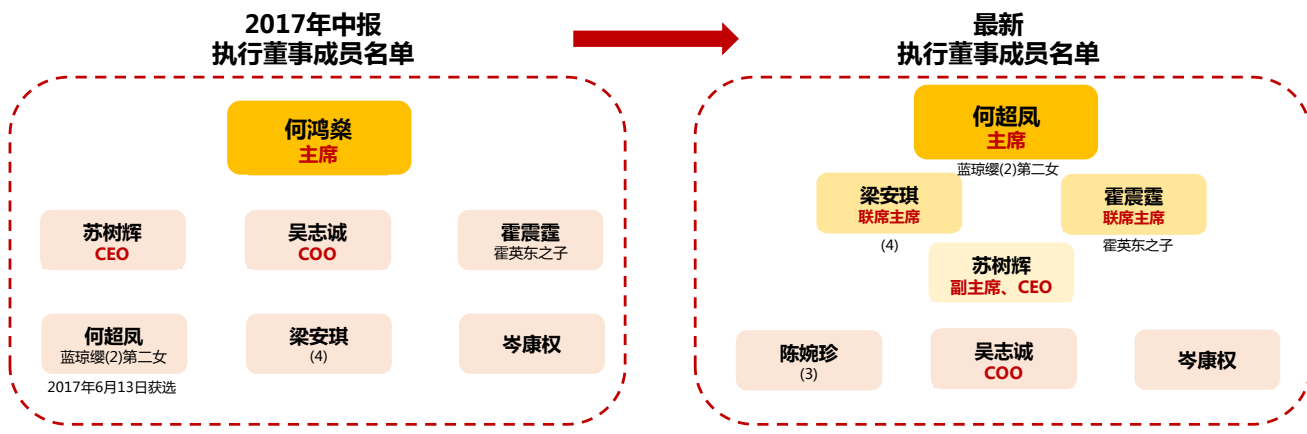 2017年中报
执行董事成员名单
何鸿燊
主席
苏树辉
CEO
吴志诚
COO
霍震霆
霍英东之子
何超凤
蓝琼缨(2)第二女
2017年6月13日获选
梁安琪
(4)
岑康权
最新
执行董事成员名单
何超凤
主席
蓝琼缨(2)第二女
梁安琪
联席主席
(4)
霍震霆
联席主席
霍英东之子
苏树辉
副主席、CEO
陈婉珍
(3)
吴志诚
COO
岑康权